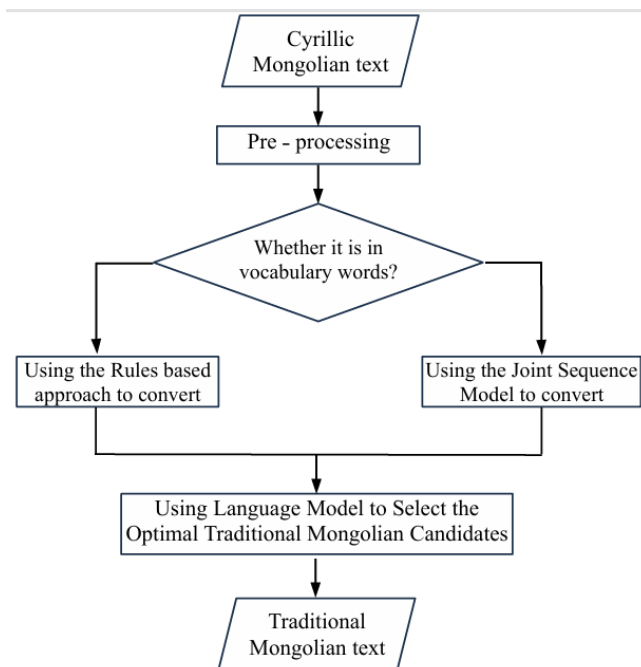 Cyrillic
Mongolian text
Pre - processing
Whether it is in
vocabulary words?
Using the Rules based
approach to convert
Using the Joint Sequence
Model to convert
Using Language Model to Select the
Optimal Traditional Mongolian Candidates
Traditional
Mongolian text